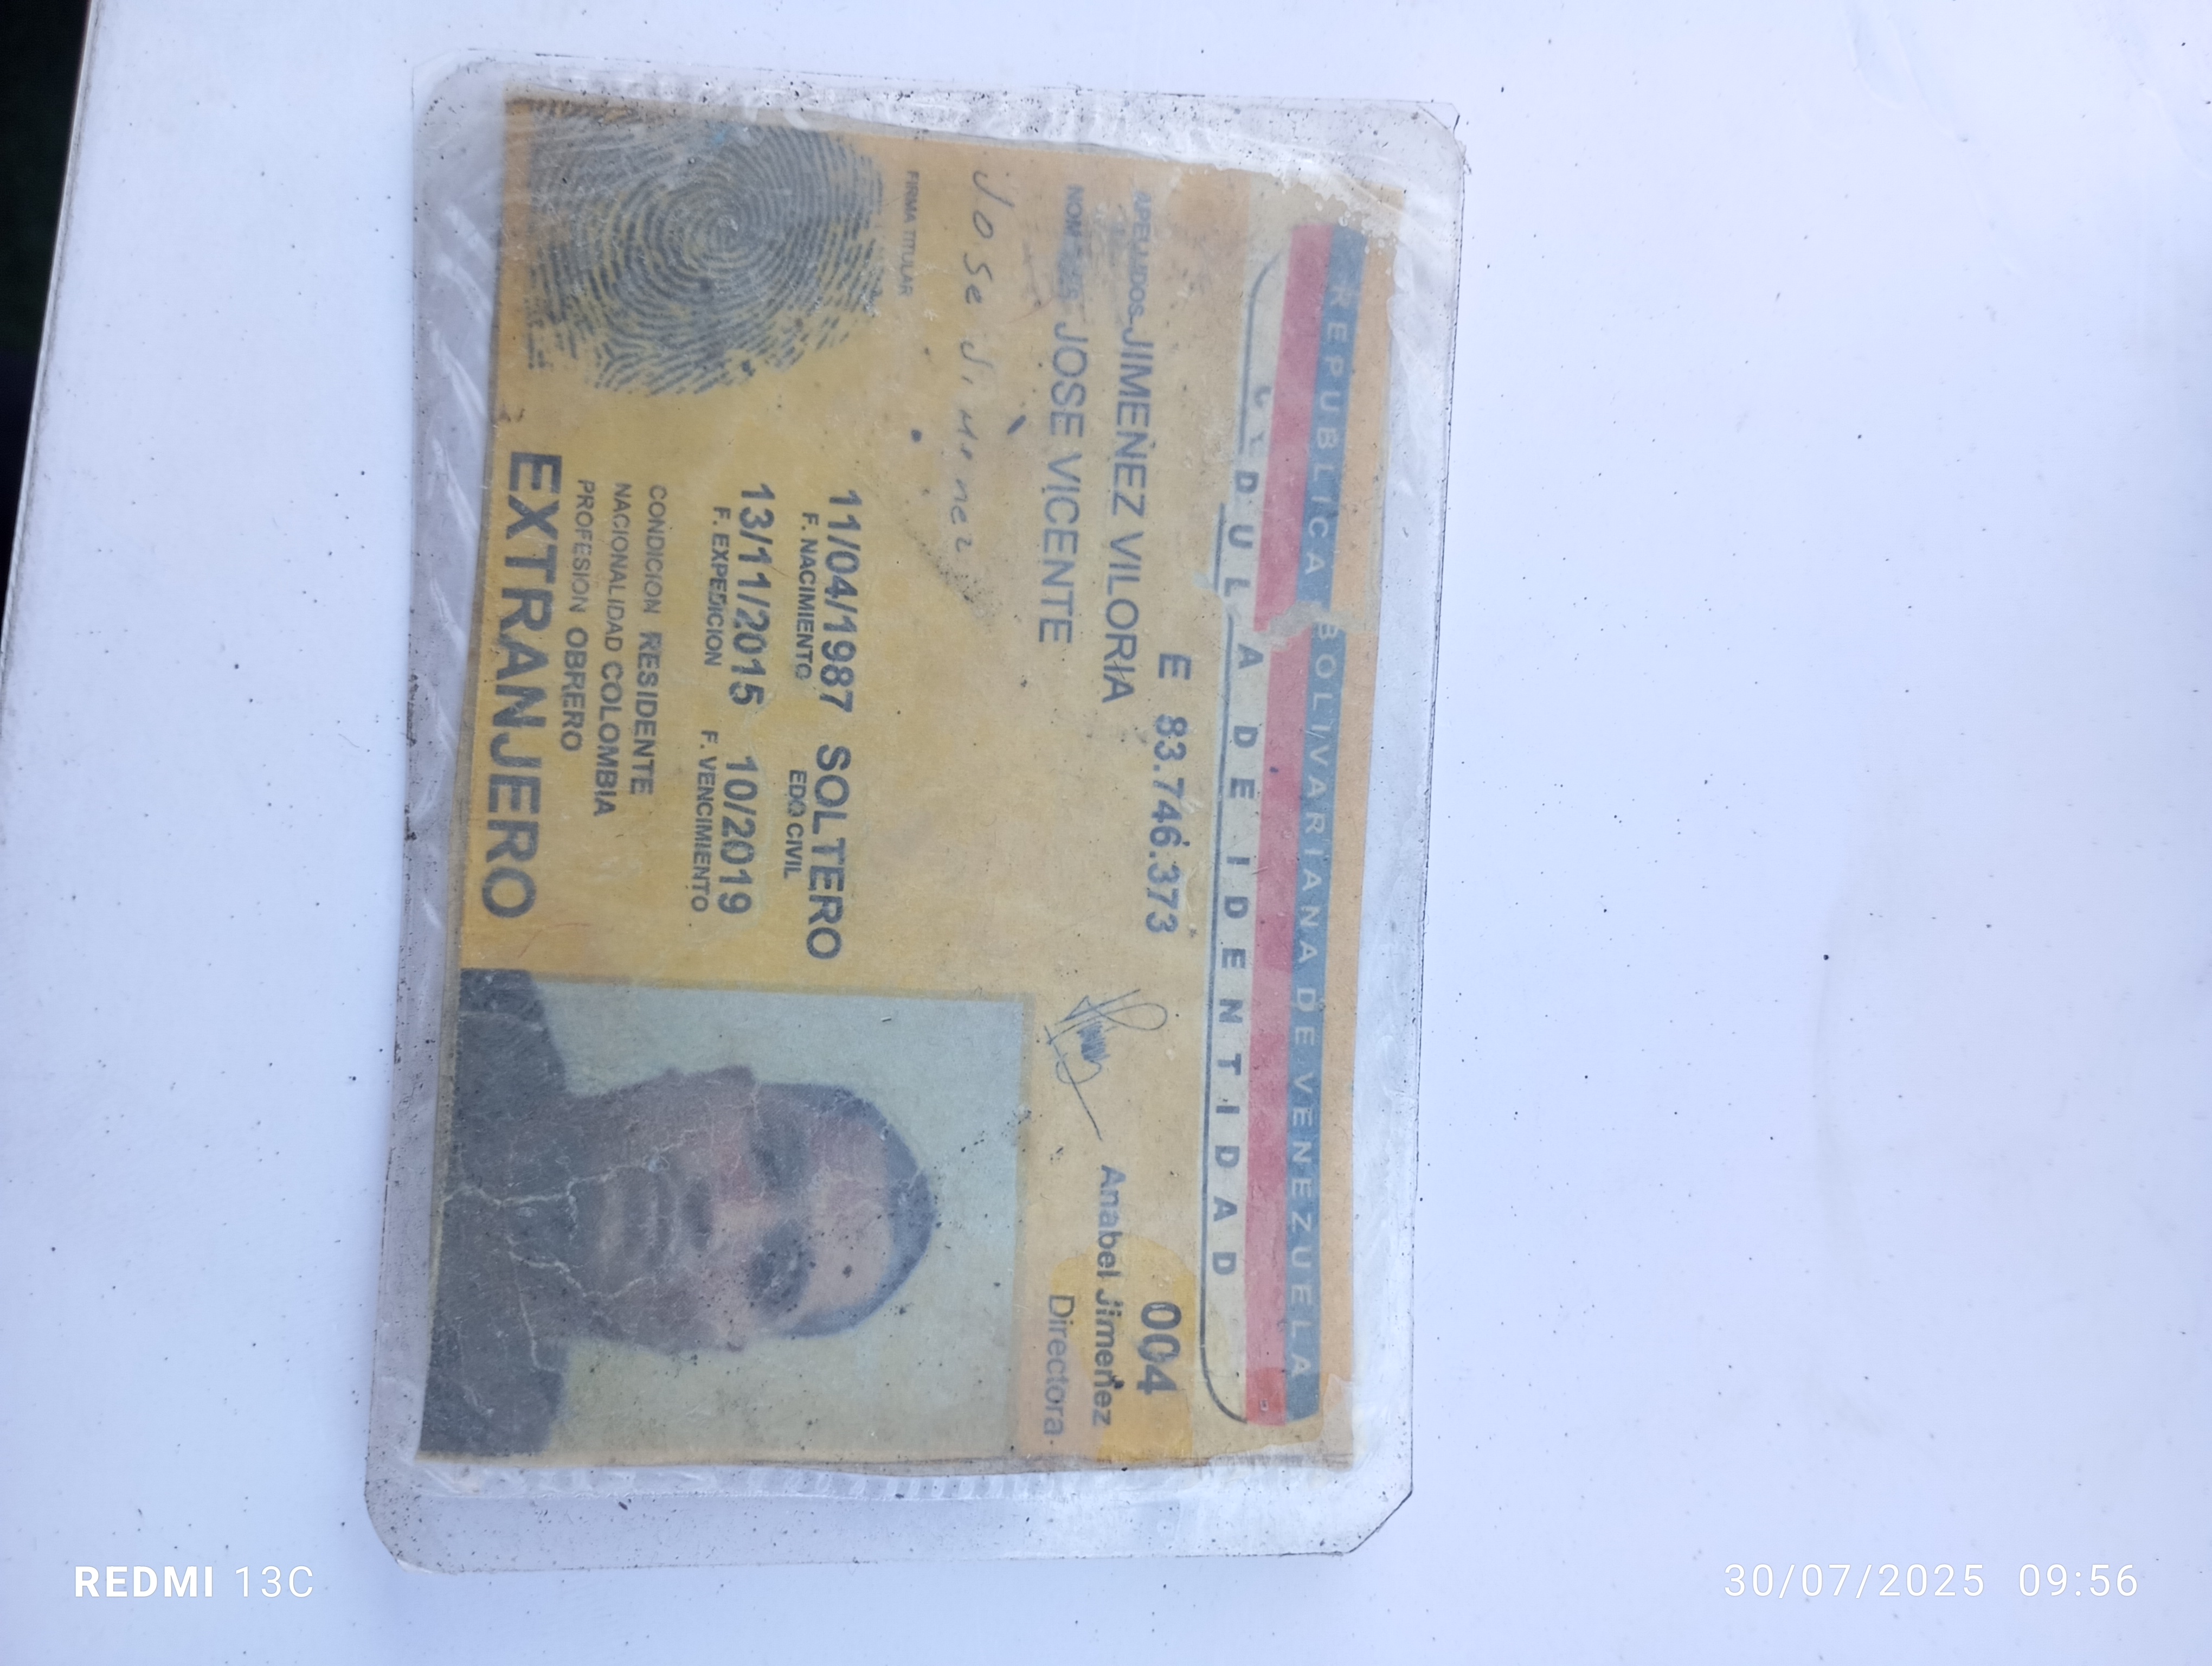 REPUBLICA BOLIVARIANA DE VENEZUELA
DULA DE IDENTIDAD
E 83.746.373
004
APELLIDOS JIMENEZ VILORIA
Anabel Jimenez
Directora
NOMBRES JOSE VICENTE
Jose Jimenez
FIRMA TITULAR
11/04/1987 SOLTERO
F. NACIMIENTO EDO CIVIL
13/11/2015 10/2019
F. EXPEDICION F. VENCIMIENTO
CONDICION RESIDENTE
NACIONALIDAD COLOMBIA
PROFESION OBRERO
EXTRANJERO
REDMI 13C
30/07/2025 09:56